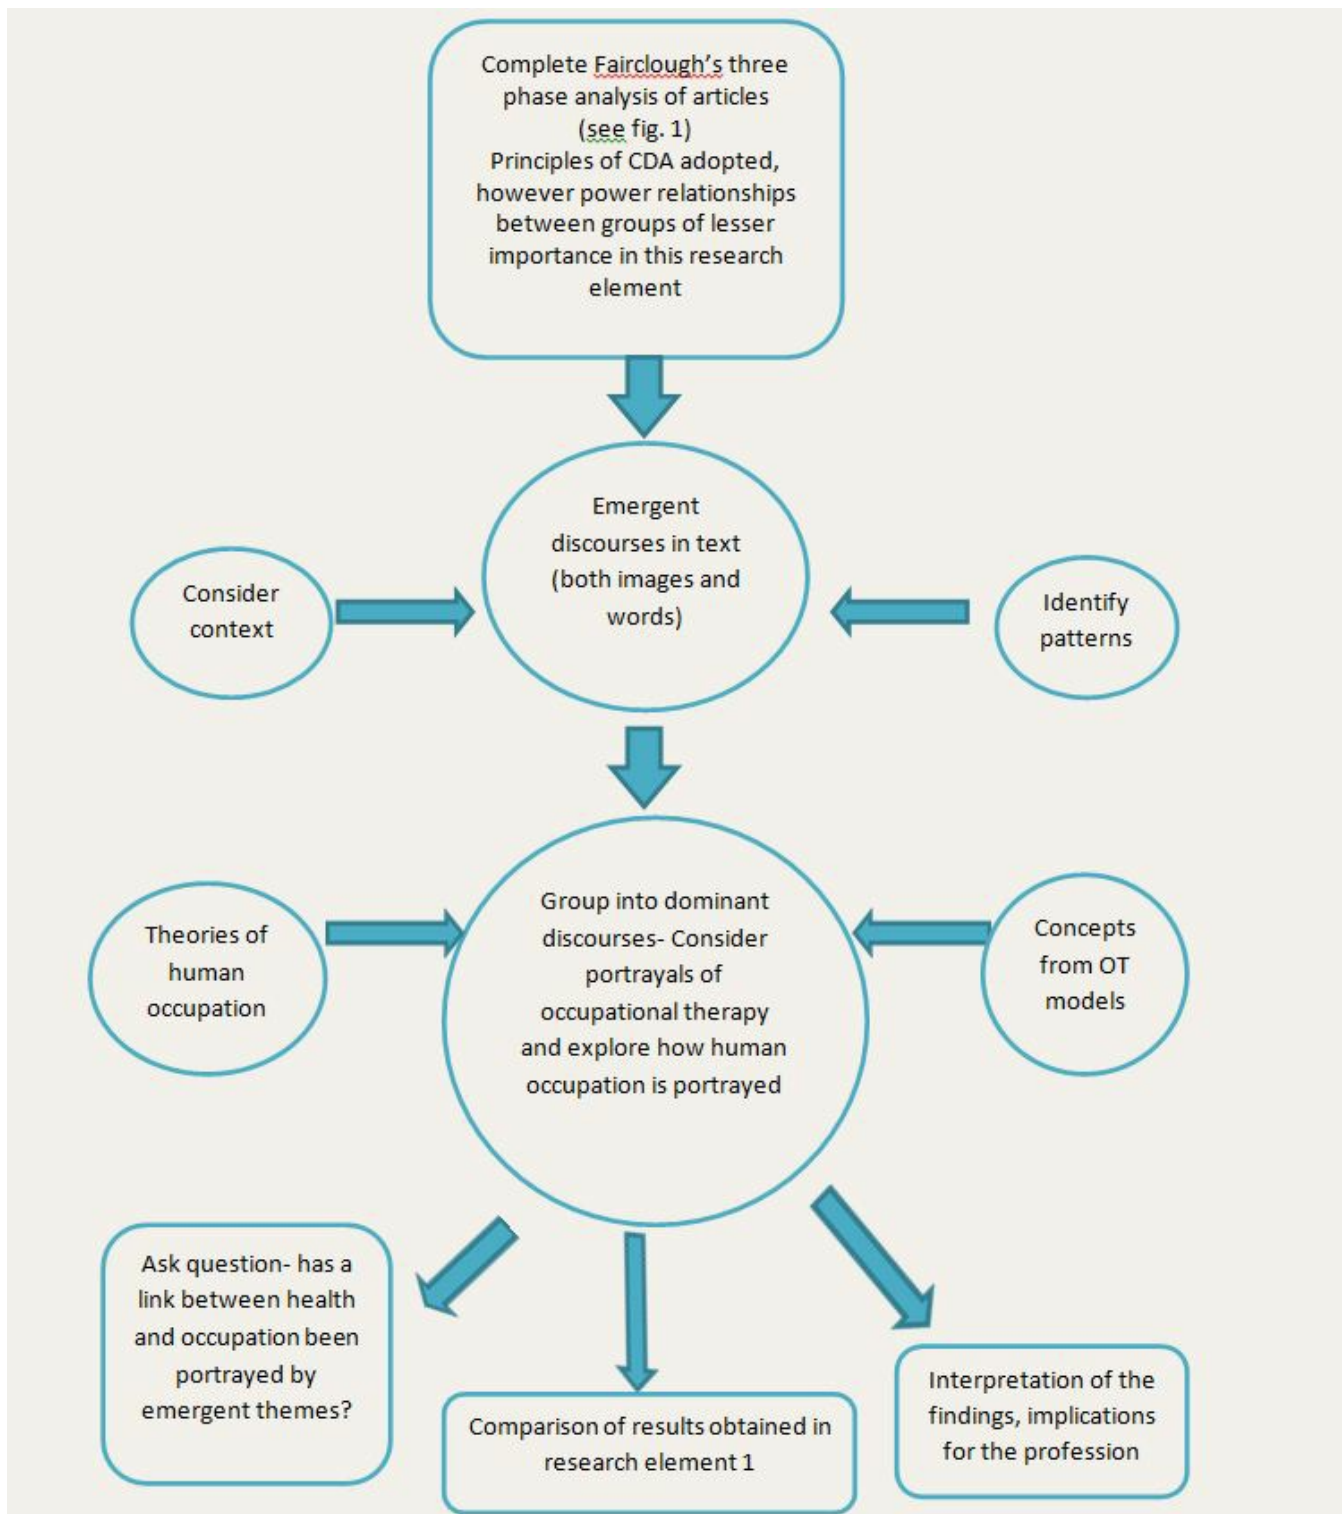 Complete Fairclough's three
phase analysis of articles
(see fig. 1)
Principles of CDA adopted,
however power relationships
between groups of lesser
importance in this research
element
Emergent
discourses in text
(both images and
words)
Consider
context
Identify
patterns
Group into dominant
discourses- Consider
portrayals of
occupational therapy
and explore how human
occupation is portrayed
Theories of
human
occupation
Concepts
from OT
models
Ask question- has a
link between health
and occupation been
portrayed by
emergent themes?
Comparison of results obtained in
research element 1
Interpretation of the
findings, implications
for the profession